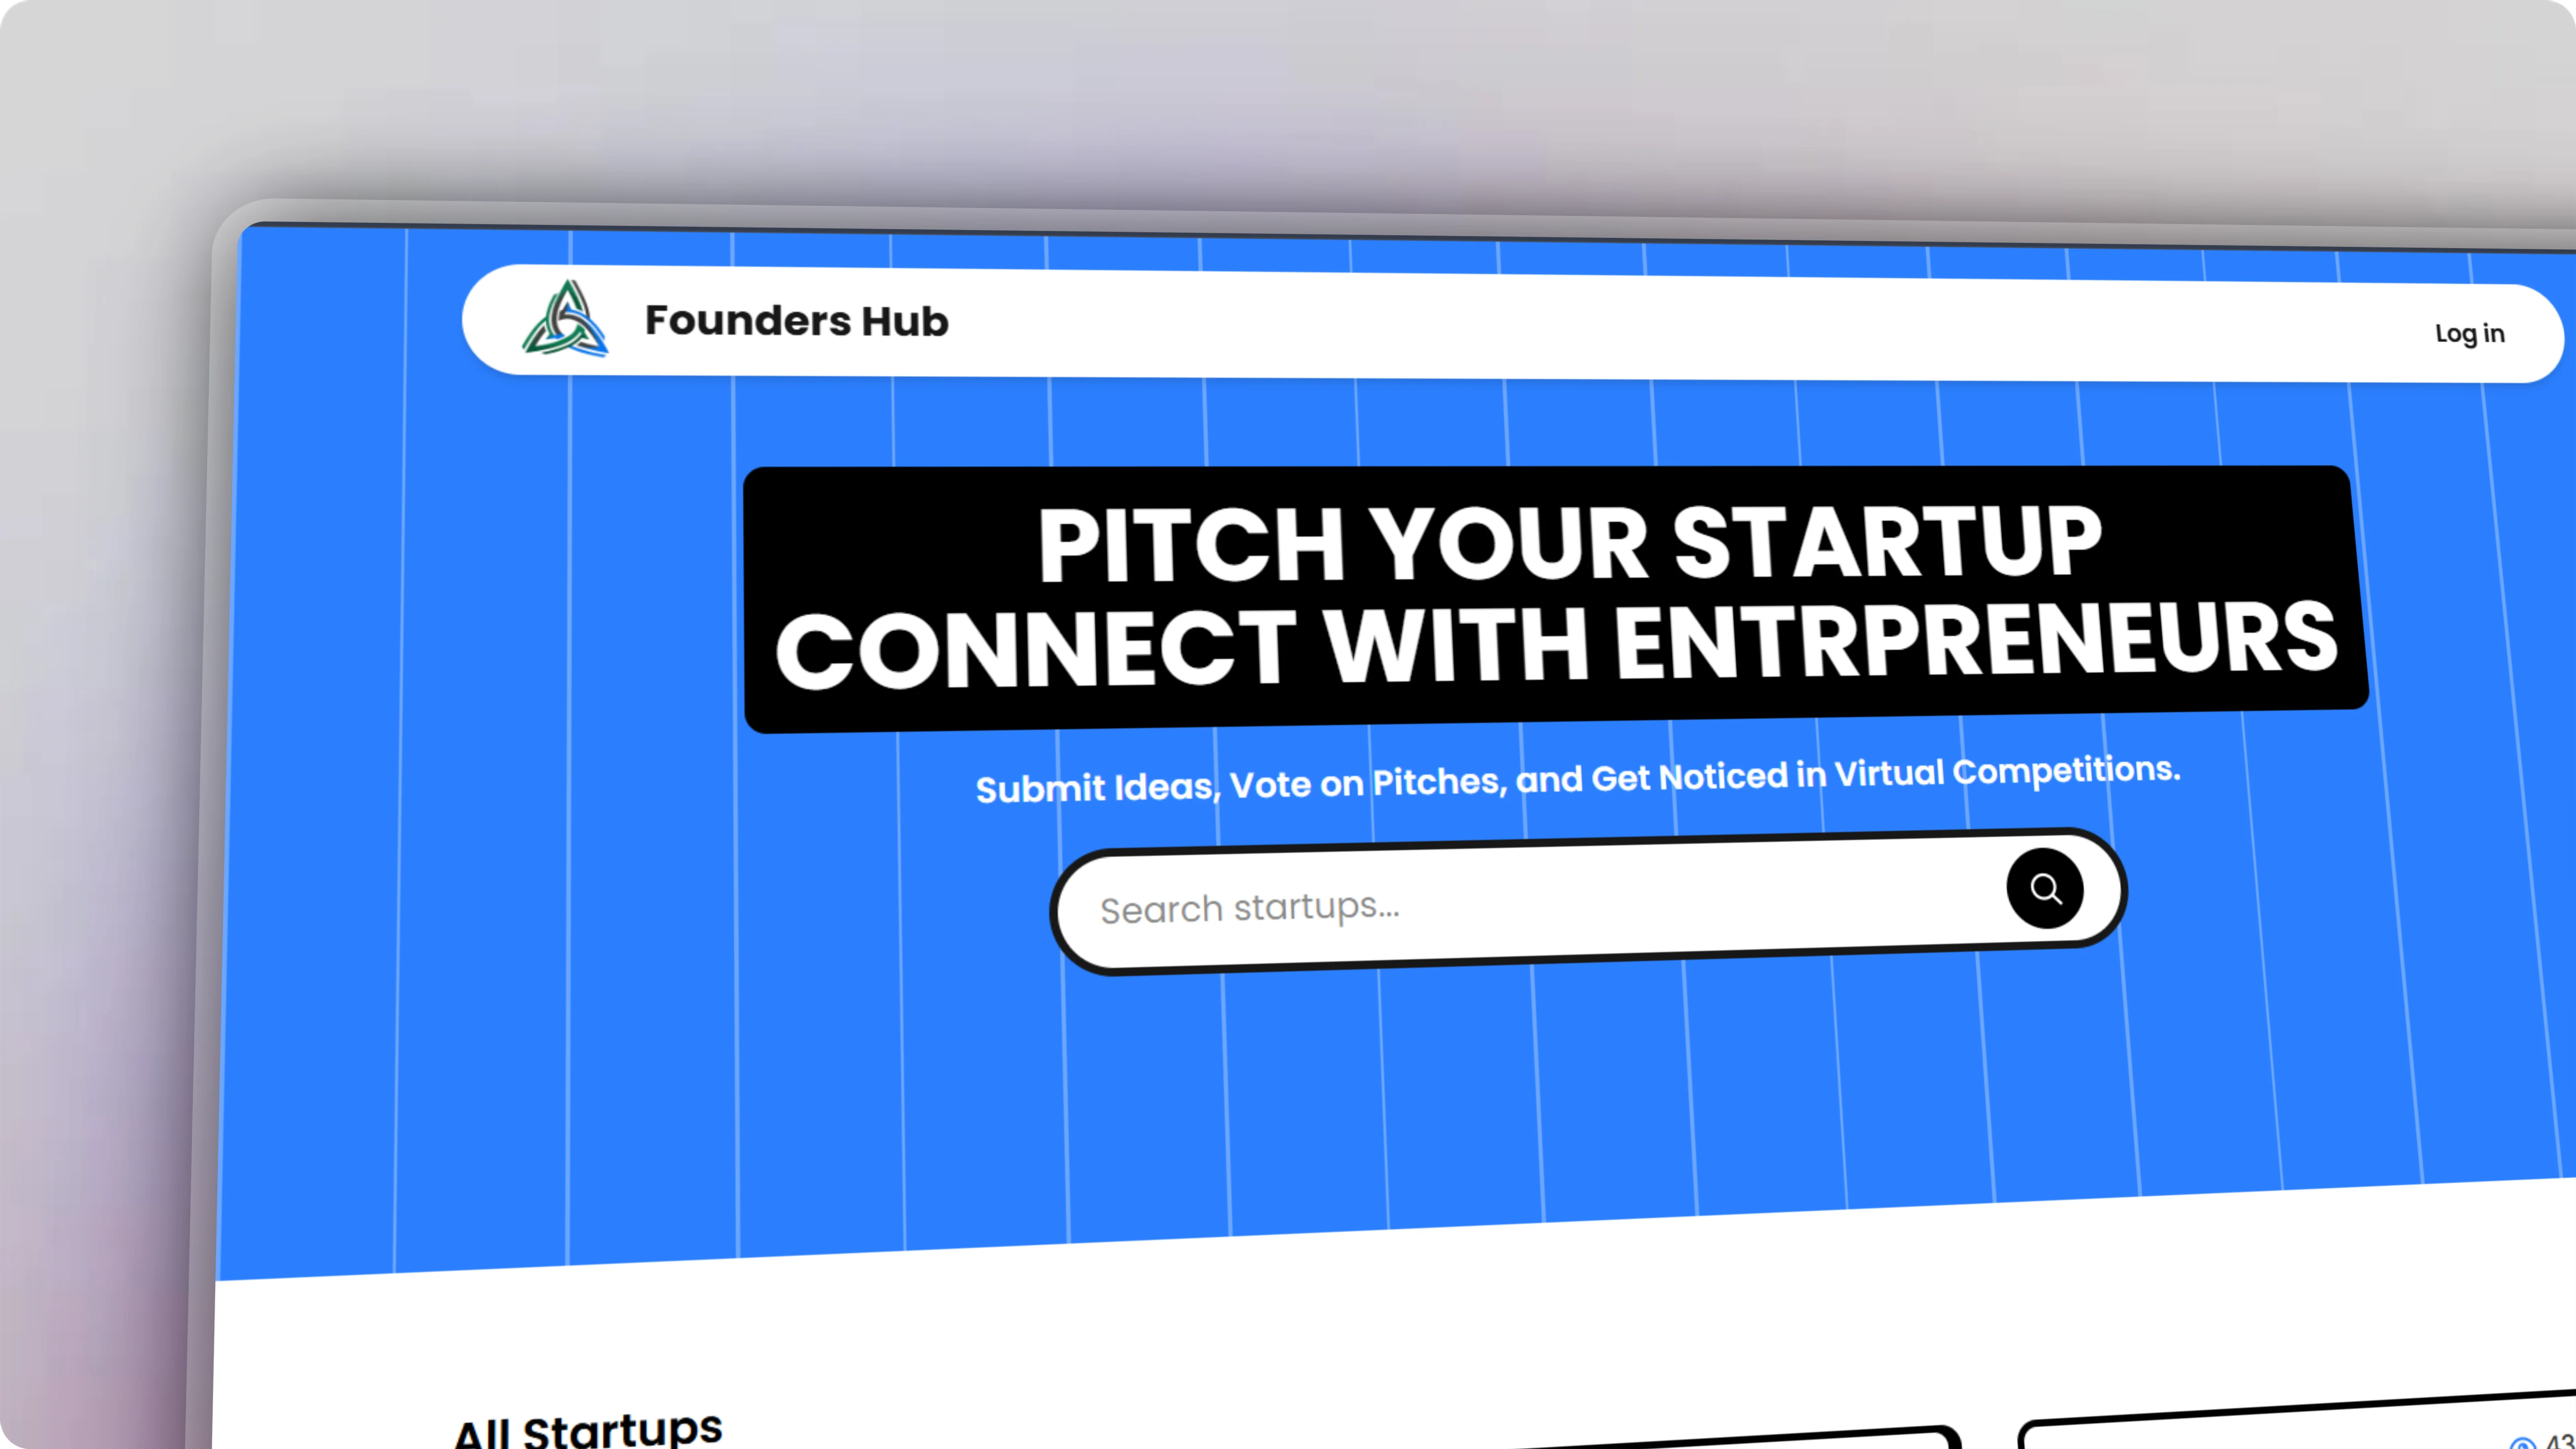 Founders Hub
Log in
PITCH YOUR STARTUP
CONNECT WITH ENTRPRENEURS
Submit Ideas, Vote on Pitches, and Get Noticed in Virtual Competitions.
Search startups...
All Startups
43